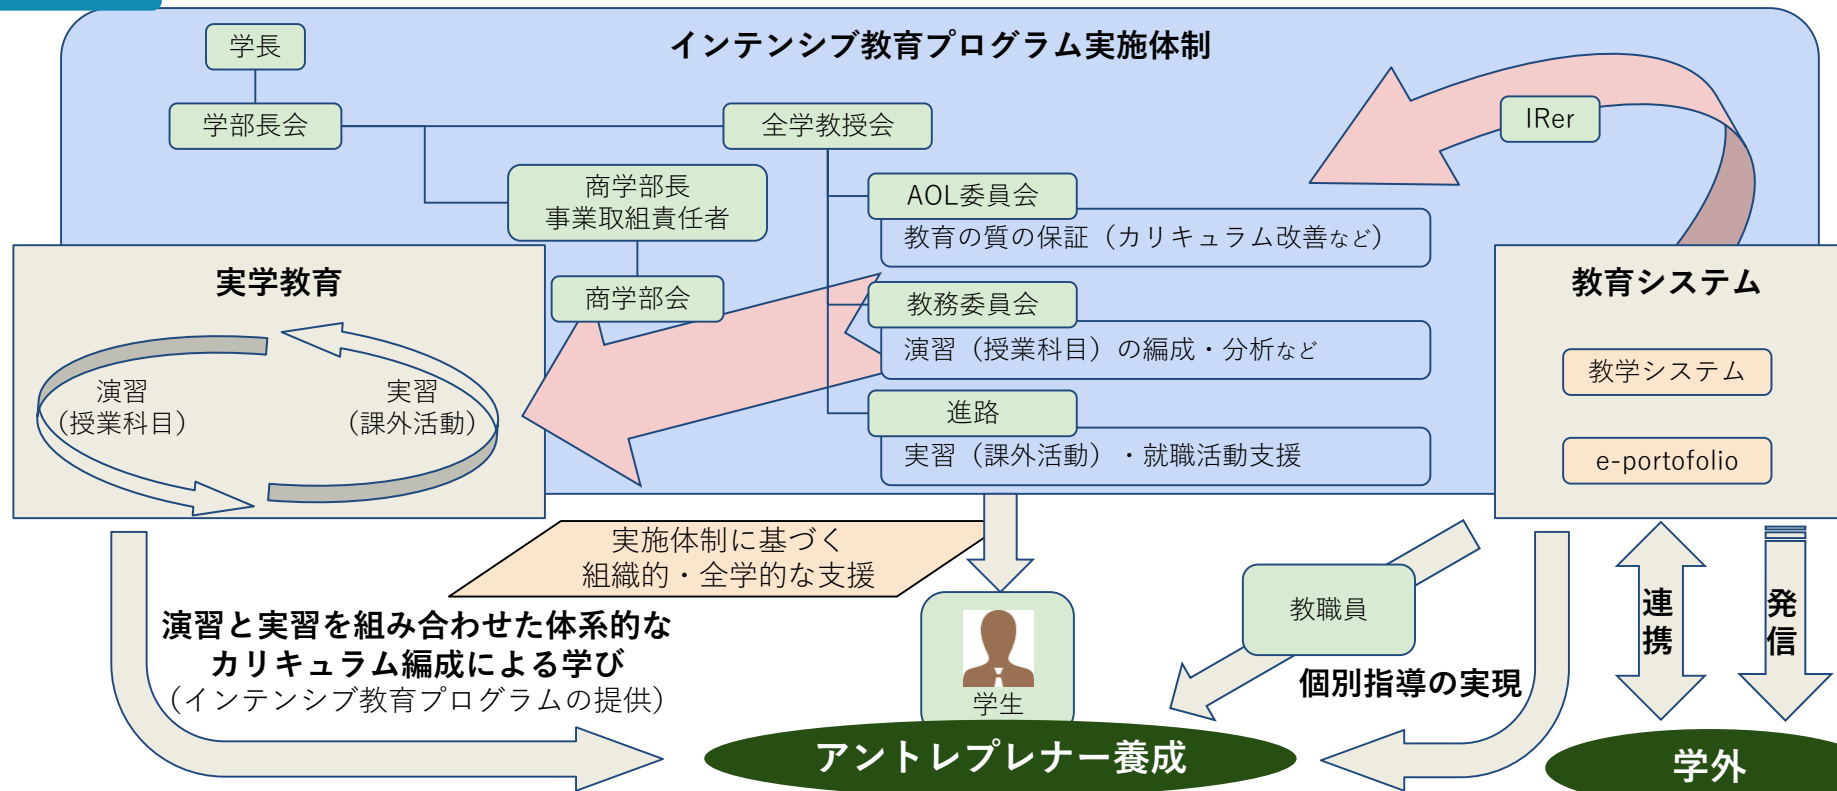 インテンシブ教育プログラム実施体制
学長
学部長会
全学教授会
IRer
商学部長
事業取組責任者
商学部会
AOL委員会
教育の質の保証（カリキュラム改善など）
教務委員会
演習（授業科目）の編成・分析など
進路
実習（課外活動）・就職活動支援
実学教育
演習
（授業科目）
実習
（課外活動）
教育システム
教学システム
e-portofolio
実施体制に基づく
組織的・全学的な支援
演習と実習を組み合わせた体系的な
カリキュラム編成による学び
（インテンシブ教育プログラムの提供）
学生
教職員
個別指導の実現
連携
発信
アントレプレナー養成
学外